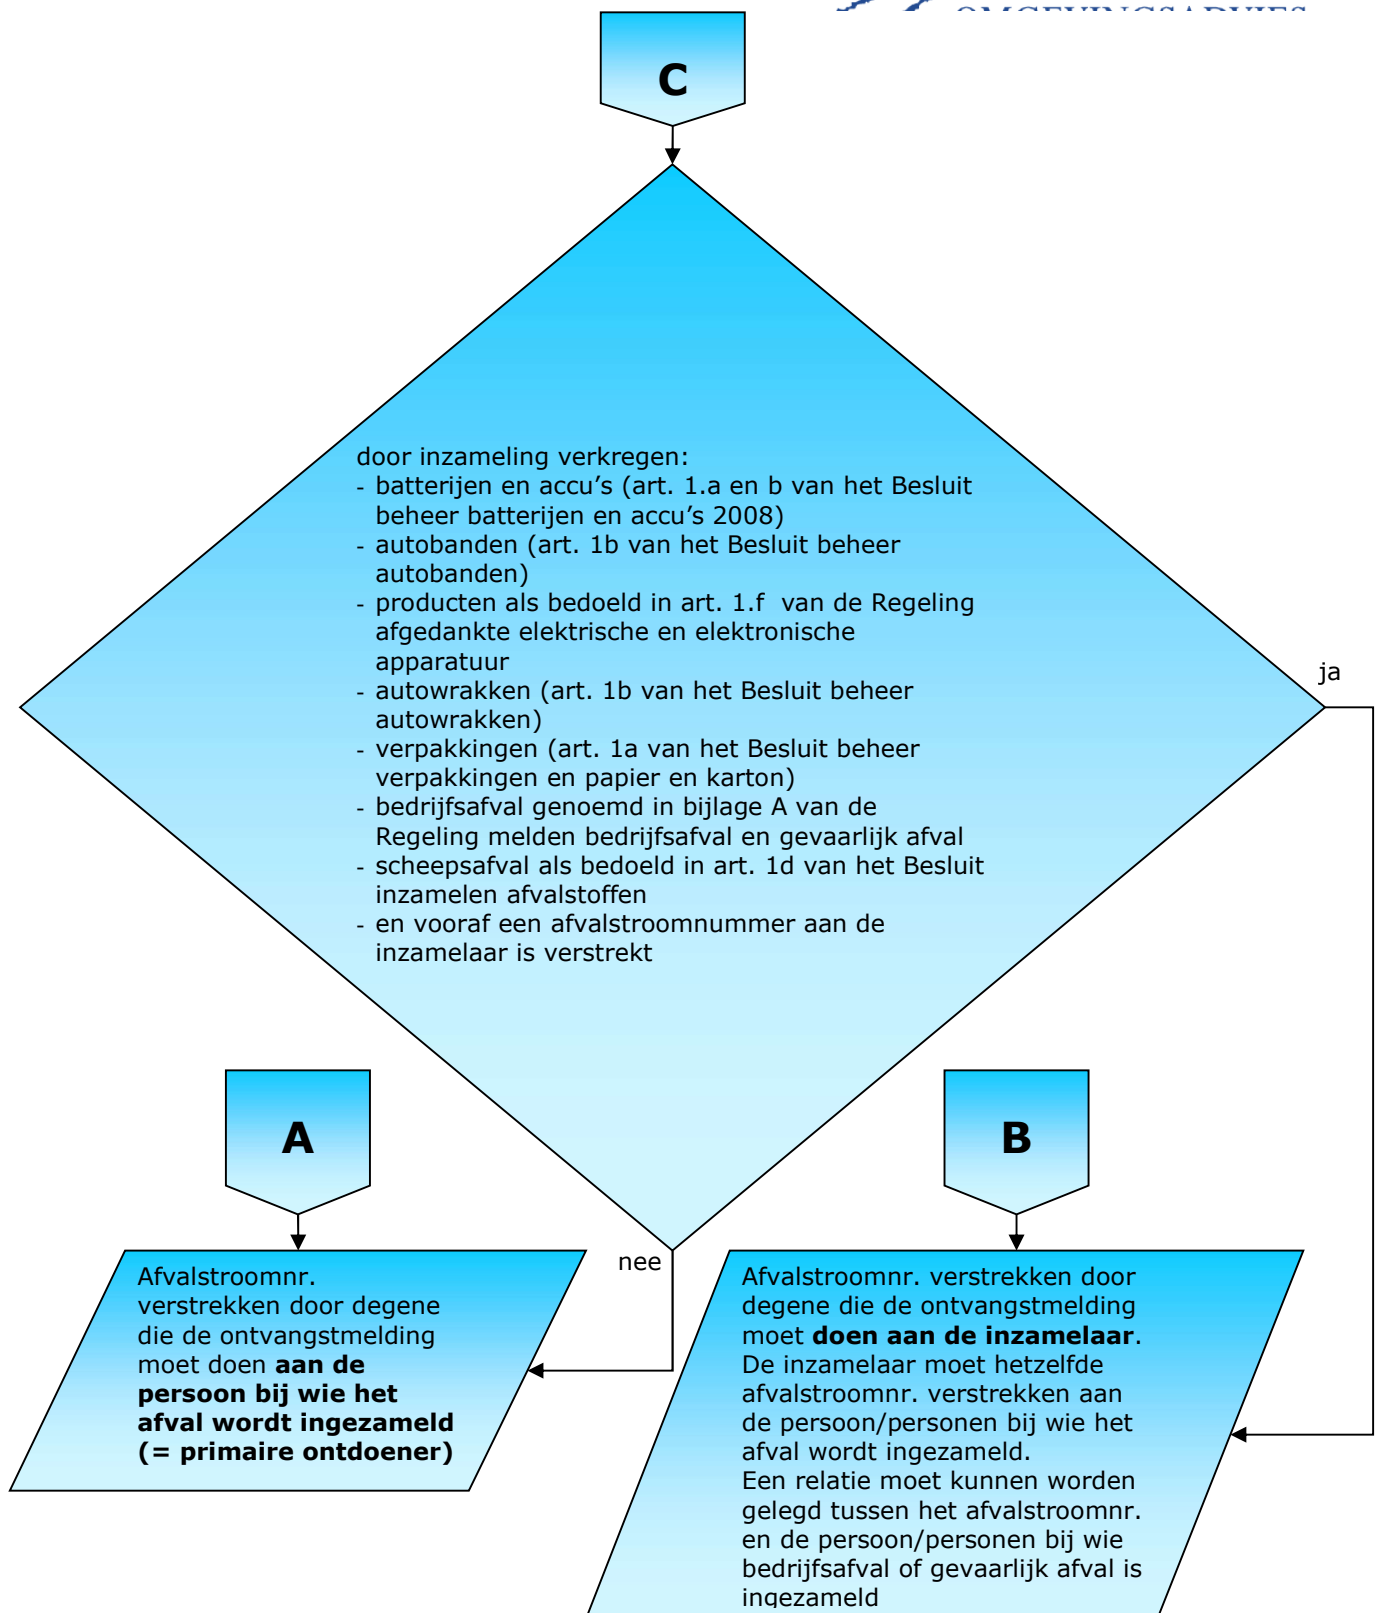 OMGEVINGSADVIES
C
door inzameling verkregen:
- batterijen en accu’s (art. 1.a en b van het Besluit
beheer batterijen en accu’s 2008)
- autobanden (art. 1b van het Besluit beheer
autobanden)
- producten als bedoeld in art. 1.f van de Regeling
afgedankte elektrische en elektronische
apparatuur
- autowrakken (art. 1b van het Besluit beheer
autowrakken)
- verpakkingen (art. 1a van het Besluit beheer
verpakkingen en papier en karton)
- bedrijfsafval genoemd in bijlage A van de
Regeling melden bedrijfsafval en gevaarlijk afval
- scheepsafval als bedoeld in art. 1d van het Besluit
inzamelen afvalstoffen
- en vooraf een afvalstroomnummer aan de
inzamelaar is verstrekt
ja
A
B
nee
Afvalstroomnr.
verstrekken door degene
die de ontvangstmelding
moet doen aan de
persoon bij wie het
afval wordt ingezameld
(= primaire ontdoener)
Afvalstroomnr. verstrekken door
degene die de ontvangstmelding
moet doen aan de inzamelaar.
De inzamelaar moet hetzelfde
afvalstroomnr. verstrekken aan
de persoon/personen bij wie het
afval wordt ingezameld.
Een relatie moet kunnen worden
gelegd tussen het afvalstroomnr.
en de persoon/personen bij wie
bedrijfsafval of gevaarlijk afval is
ingezameld